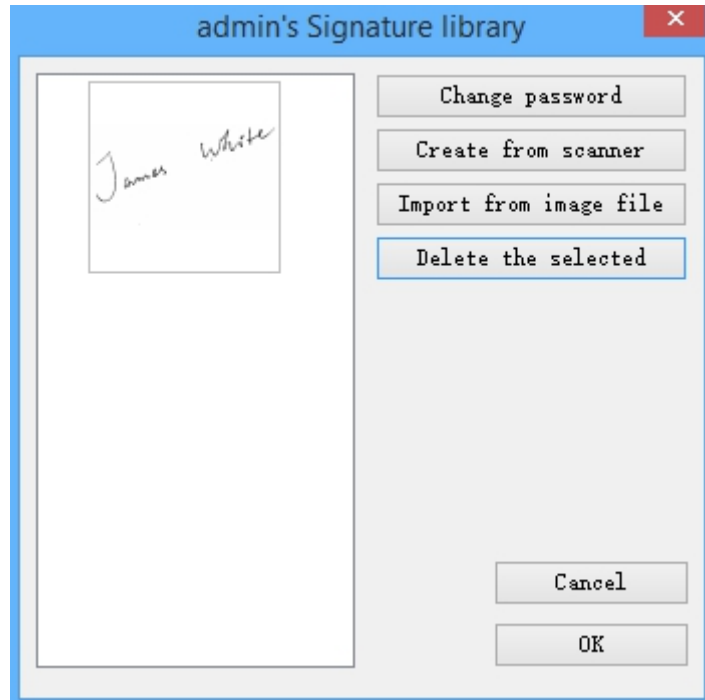 admin's Signature library
James White
Change password
Create from scanner
Import from image file
Delete the selected
Cancel
OK